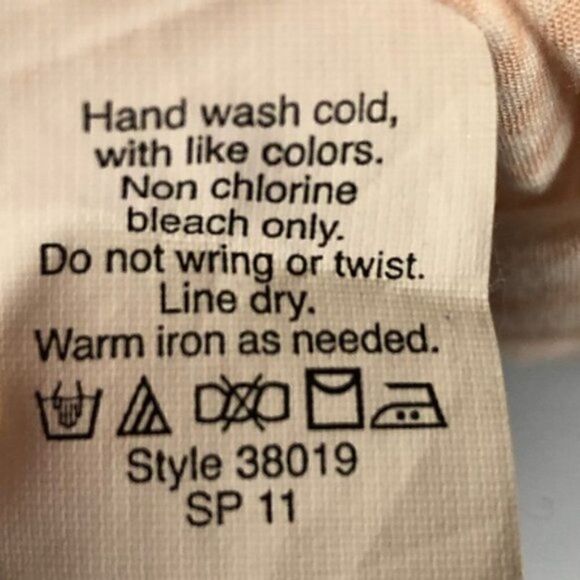 Hand wash cold,
with like colors.
Non chlorine
bleach only.
Do not wring or twist.
Line dry.
Warm iron as needed.
Style 38019
SP 11